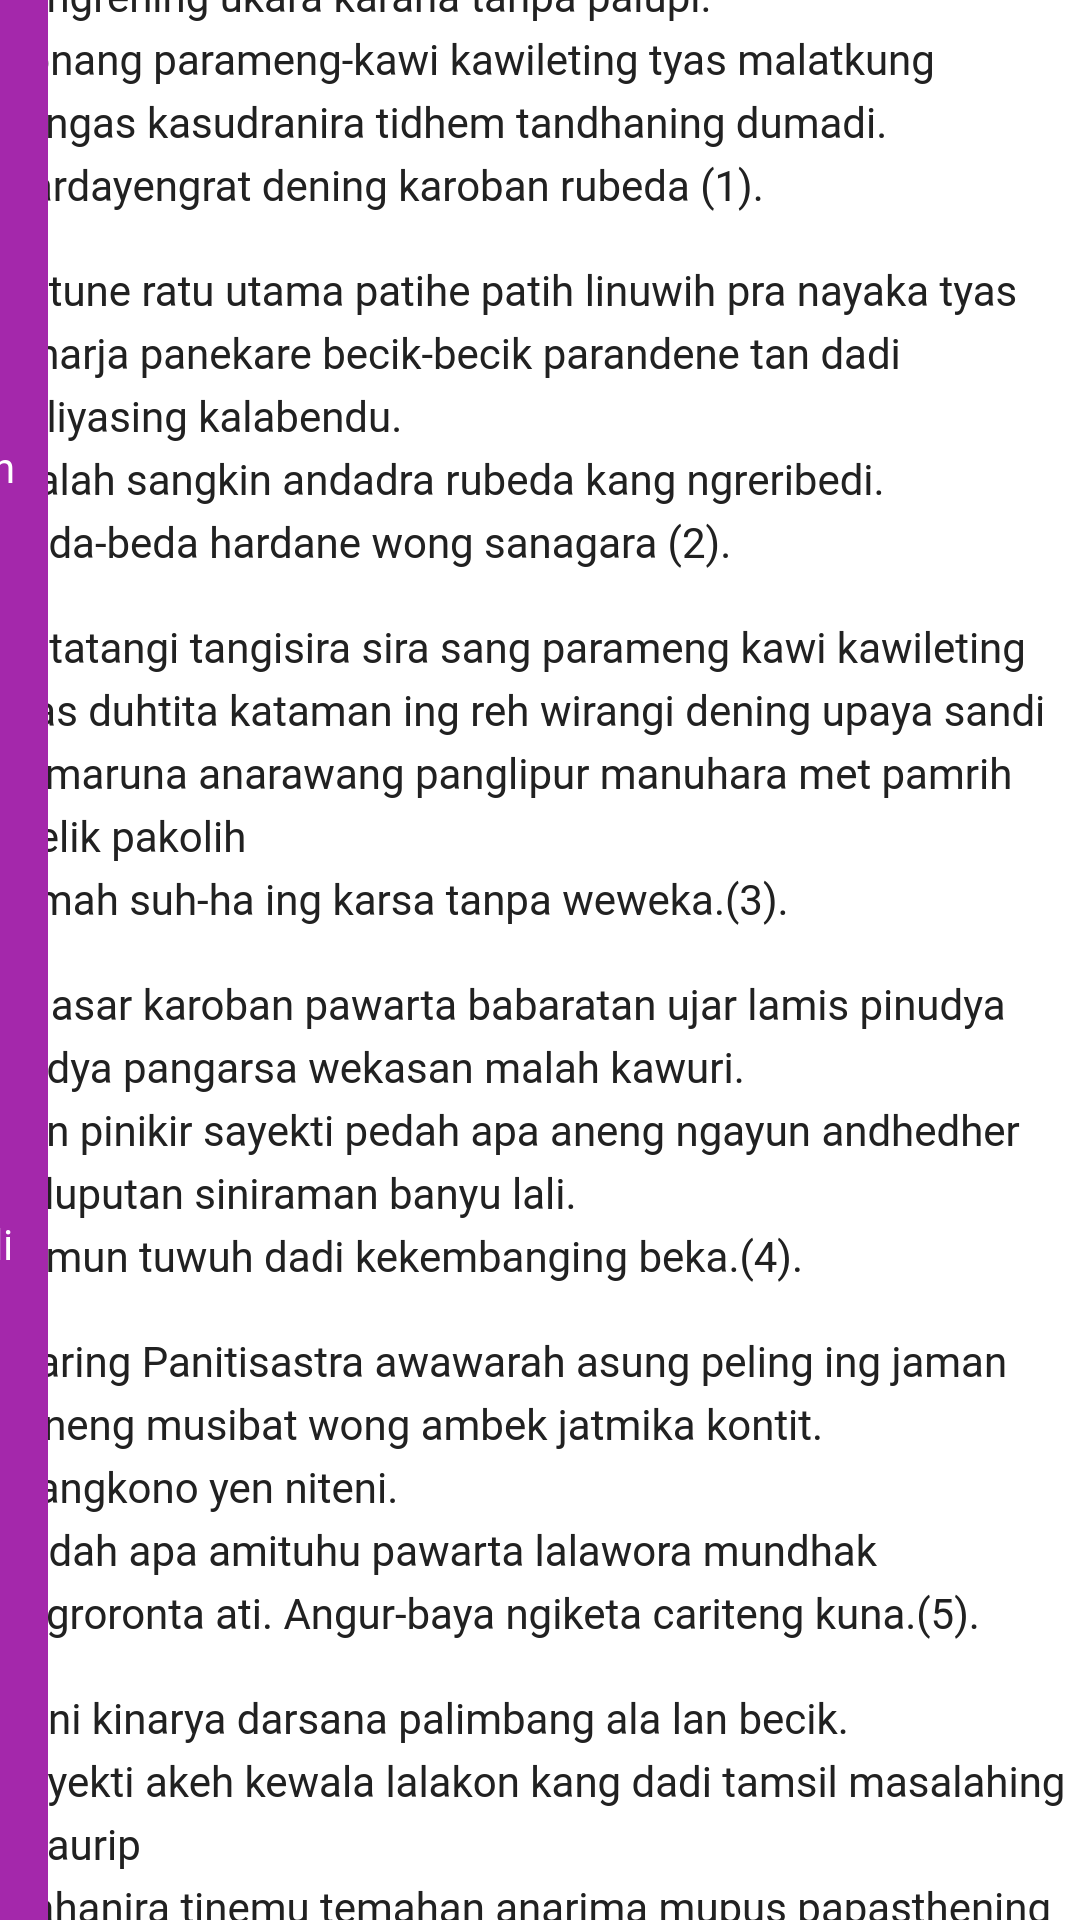 ngrening ukara karana tanpa palupi.
nang parameng-kawi kawileting tyas malatkung
ngas kasudranira tidhem tandhaning dumadi.
ardayengrat dening karoban rubeda (1).
tune ratu utama patihe patih linuwih pra nayaka tyas
harja panekare becik-becik parandene tan dadi
liyasing kalabendu.
n
alah sangkin andadra rubeda kang ngreribedi.
da-beda hardane wong sanagara (2).
tatangi tangisira sira sang parameng kawi kawileting
as duhtita kataman ing reh wirangi dening upaya sandi
maruna anarawang panglipur manuhara met pamrih
elik pakolih
mah suh-ha ing karsa tanpa weweka.(3).
asar karoban pawarta babaratan ujar lamis pinudya
dya pangarsa wekasan malah kawuri.
n pinikir sayekti pedah apa aneng ngayun andhedher
luputan siniraman banyu lali.
li
mun tuwuh dadi kekembanging beka.(4).
aring Panitisastra awawarah asung peling ing jaman
neng musibat wong ambek jatmika kontit.
angkono yen niteni.
dah apa amituhu pawarta lalawora mundhak
groronta ati. Angur-baya ngiketa cariteng kuna.(5).
ni kinarya darsana palimbang ala lan becik.
yekti akeh kewala lalakon kang dadi tamsil masalahing
aurip
hanira tinemu temahan anarima mupus papasthening